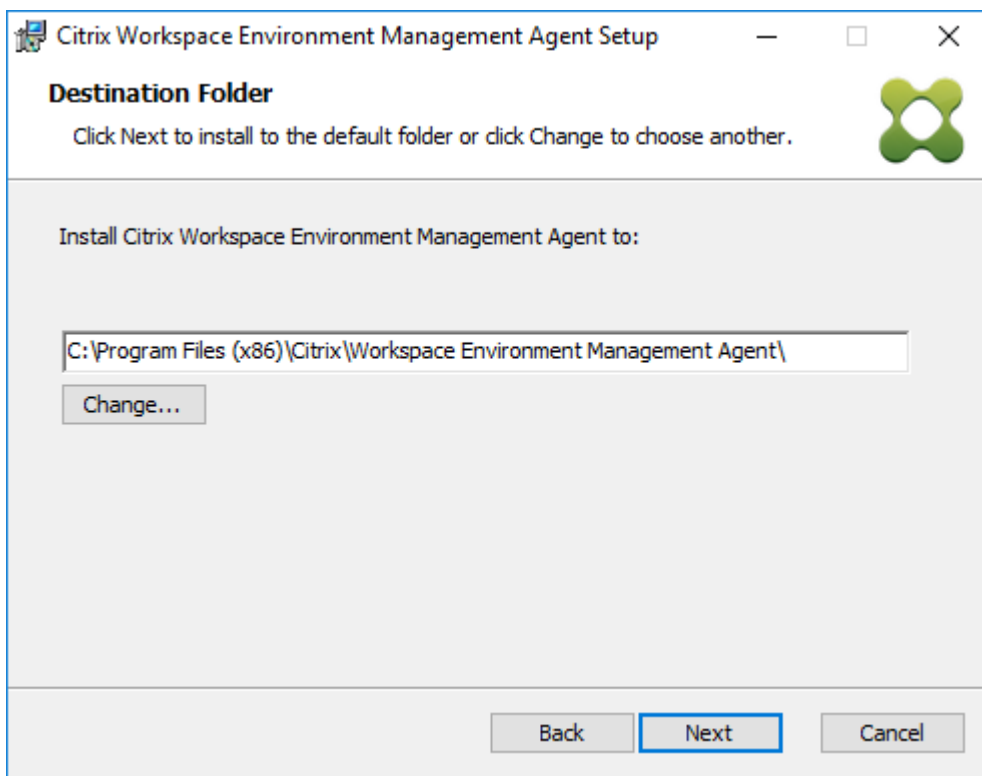 Citrix Workspace Environment Management Agent Setup
Destination Folder
Click Next to install to the default folder or click Change to choose another.
Install Citrix Workspace Environment Management Agent to:
C:\Program Files (x86)\Citrix\Workspace Environment Management Agent\
Change...
Back Next Cancel